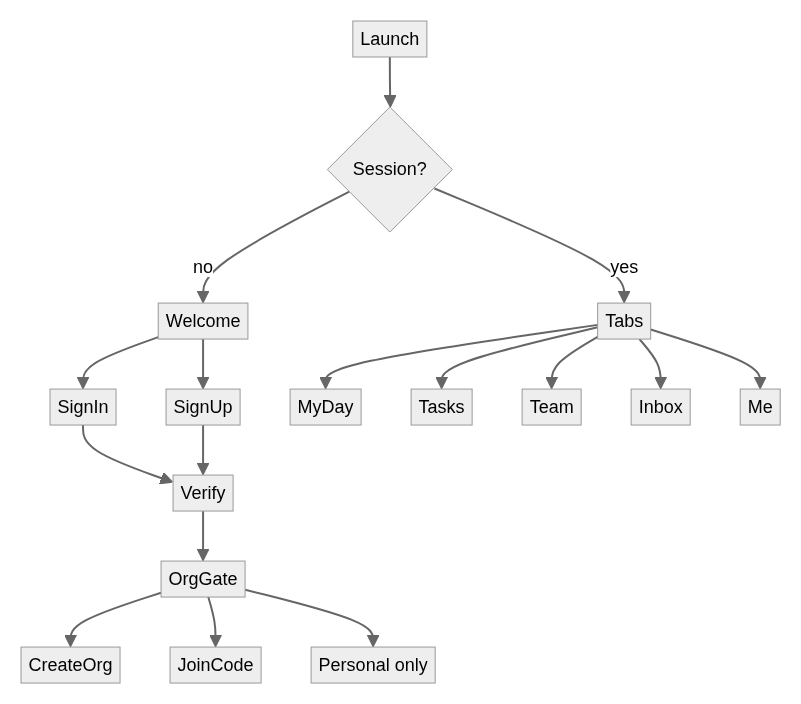 Launch
Session?
no
yes
Welcome
Tabs
SignIn
SignUp
MyDay
Tasks
Team
Inbox
Me
Verify
OrgGate
CreateOrg
JoinCode
Personal only